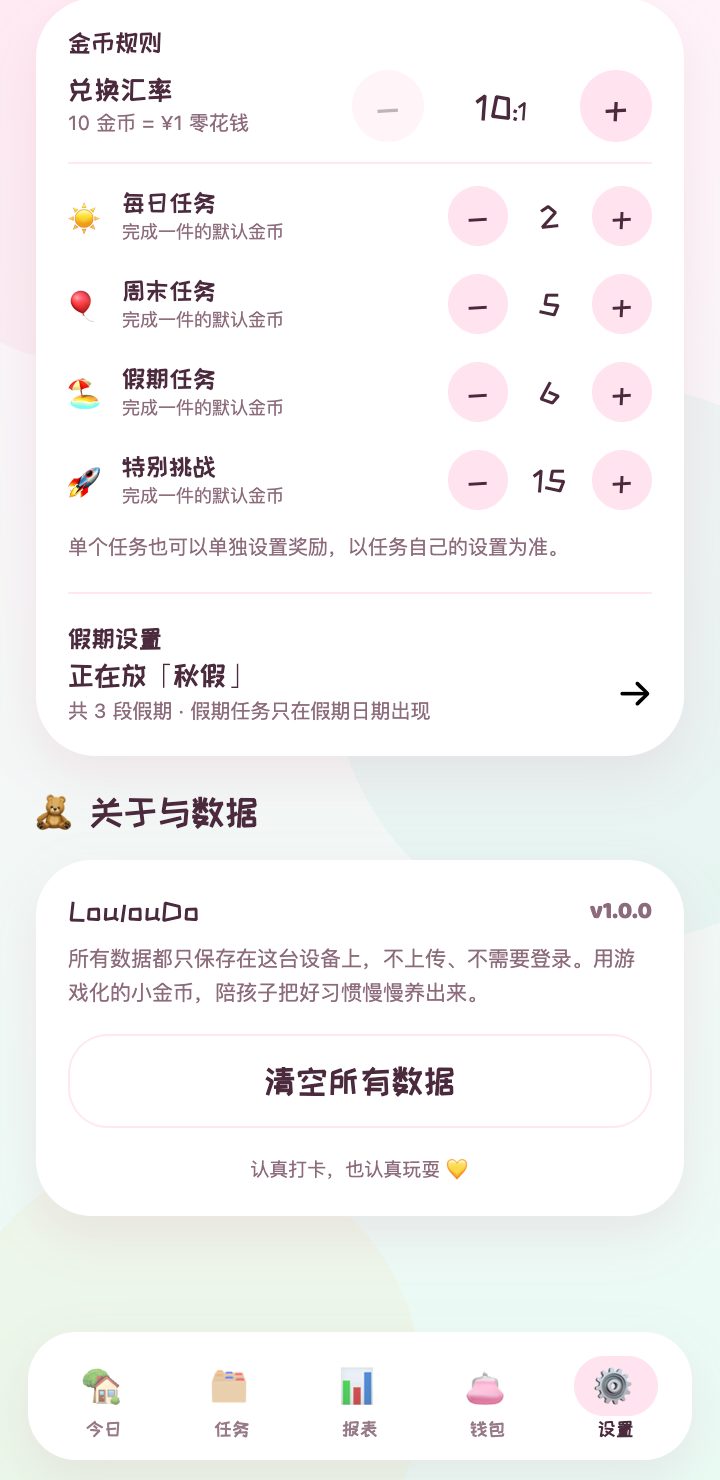 金币规则
兑换汇率
10 金币 = ¥1 零花钱
− 10:1 +
每日任务
完成一件的默认金币
− 2 +
周末任务
完成一件的默认金币
− 5 +
假期任务
完成一件的默认金币
− 6 +
特别挑战
完成一件的默认金币
− 15 +
单个任务也可以单独设置奖励，以任务自己的设置为准。
假期设置
正在放「秋假」
共 3 段假期 · 假期任务只在假期日期出现
关于与数据
LoulouDo v1.0.0
所有数据都只保存在这台设备上，不上传、不需要登录。用游
戏化的小金币，陪孩子把好习惯慢慢养出来。
清空所有数据
认真打卡，也认真玩耍 💛
今日 任务 报表 钱包 设置